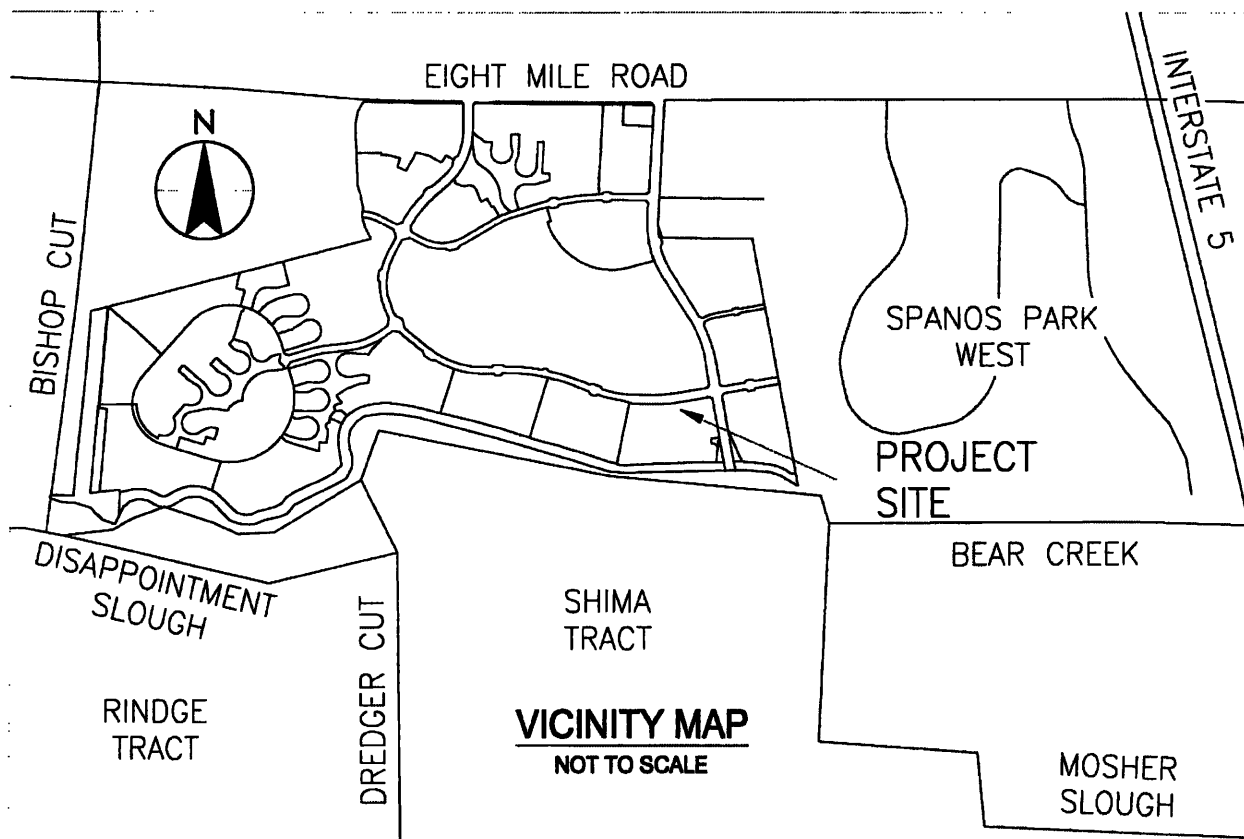 EIGHT MILE ROAD
INTERSTATE 5
N
BISHOP CUT
SPANOS PARK
WEST
PROJECT
SITE
BEAR CREEK
DISAPPOINTMENT
SLOUGH
SHIMA
TRACT
DREDGER CUT
RINDGE
TRACT
VICINITY MAP
NOT TO SCALE
MOSHER
SLOUGH